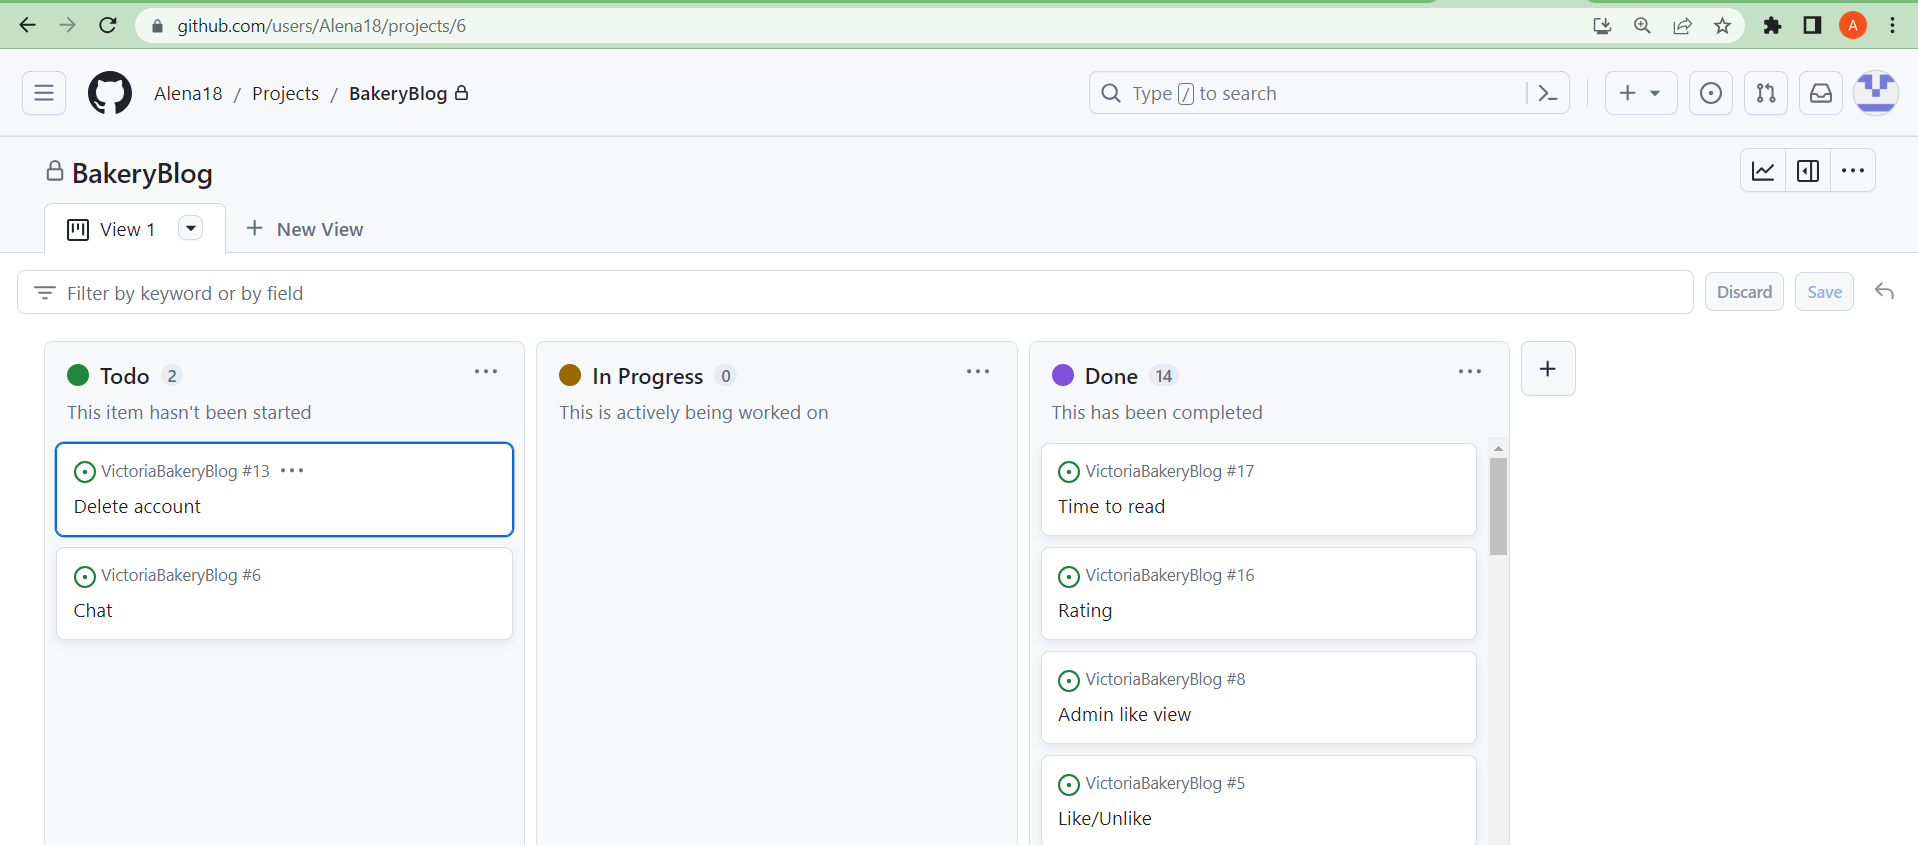 github.com/users/Alena18/projects/6
A
Alena18 / Projects / BakeryBlog
Type / to search
BakeryBlog
View 1
New View
Filter by keyword or by field
Discard
Save
Todo 2
This item hasn't been started
VictoriaBakeryBlog #13
Delete account
VictoriaBakeryBlog #6
Chat
In Progress 0
This is actively being worked on
Done 14
This has been completed
VictoriaBakeryBlog #17
Time to read
VictoriaBakeryBlog #16
Rating
VictoriaBakeryBlog #8
Admin like view
VictoriaBakeryBlog #5
Like/Unlike